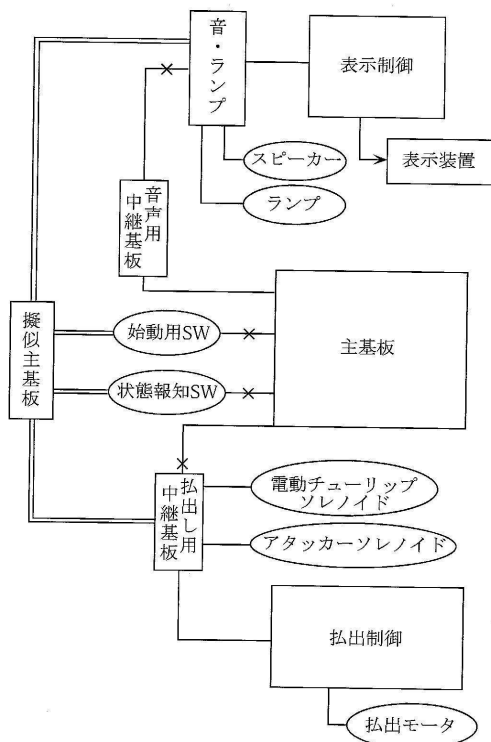 音・ランプ
表示制御
表示装置
スピーカー
ランプ
音声用
中継基板
擬似主基板
始動用SW
状態報知SW
主基板
払出し用
中継基板
電動チューリップ
ソレノイド
アタッカーソレノイド
払出制御
払出モータ